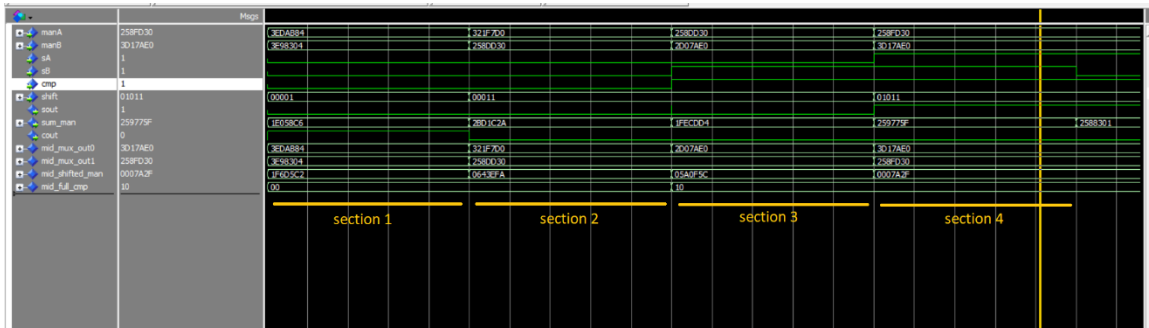 Msgs
manA 258FD30 3EDAB84 321F7D0 258DD30 258FD30
manB 3D17AE0 3E98304 258DD30 2D07AE0 3D17AE0
sA 1
sB 1
cmp 1
shift 01011 00001 00011 01011
sout 1
sum_man 259775F 1E058C6 2BD1C2A 1FECDD4 259775F 2588301
cout 0
mid_mux_out0 3D17AE0 3EDAB84 321F7D0 2D07AE0 3D17AE0
mid_mux_out1 258FD30 3E98304 258DD30 258FD30
mid_shifted_man 0007A2F 1F6D5C2 0643EFA 05A0F5C 0007A2F
mid_full_cmp 10 00 10
section 1 section 2 section 3 section 4